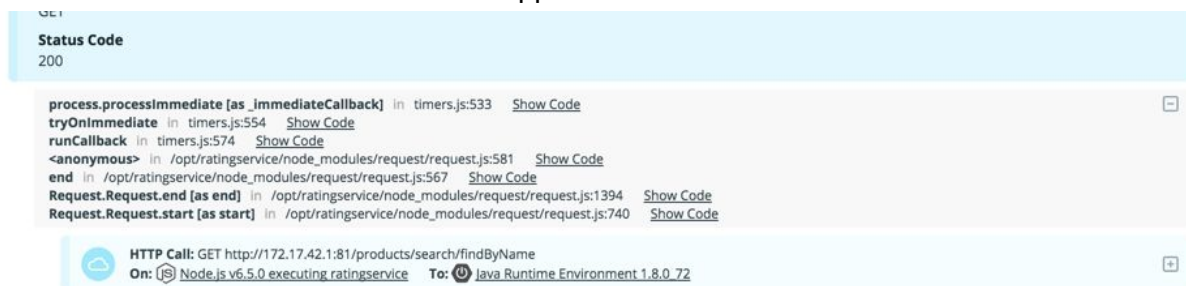 GET
Status Code
200
process.processImmediate [as _immediateCallback] in timers.js:533 Show Code
tryOnImmediate in timers.js:554 Show Code
runCallback in timers.js:574 Show Code
<anonymous> in /opt/ratingservice/node_modules/request/request.js:581 Show Code
end in /opt/ratingservice/node_modules/request/request.js:567 Show Code
Request.Request.end [as end] in /opt/ratingservice/node_modules/request/request.js:1394 Show Code
Request.Request.start [as start] in /opt/ratingservice/node_modules/request/request.js:740 Show Code
HTTP Call: GET http://172.17.42.1:81/products/search/findByName
On: JS Node.js v6.5.0 executing ratingservice To: Java Runtime Environment 1.8.0_72